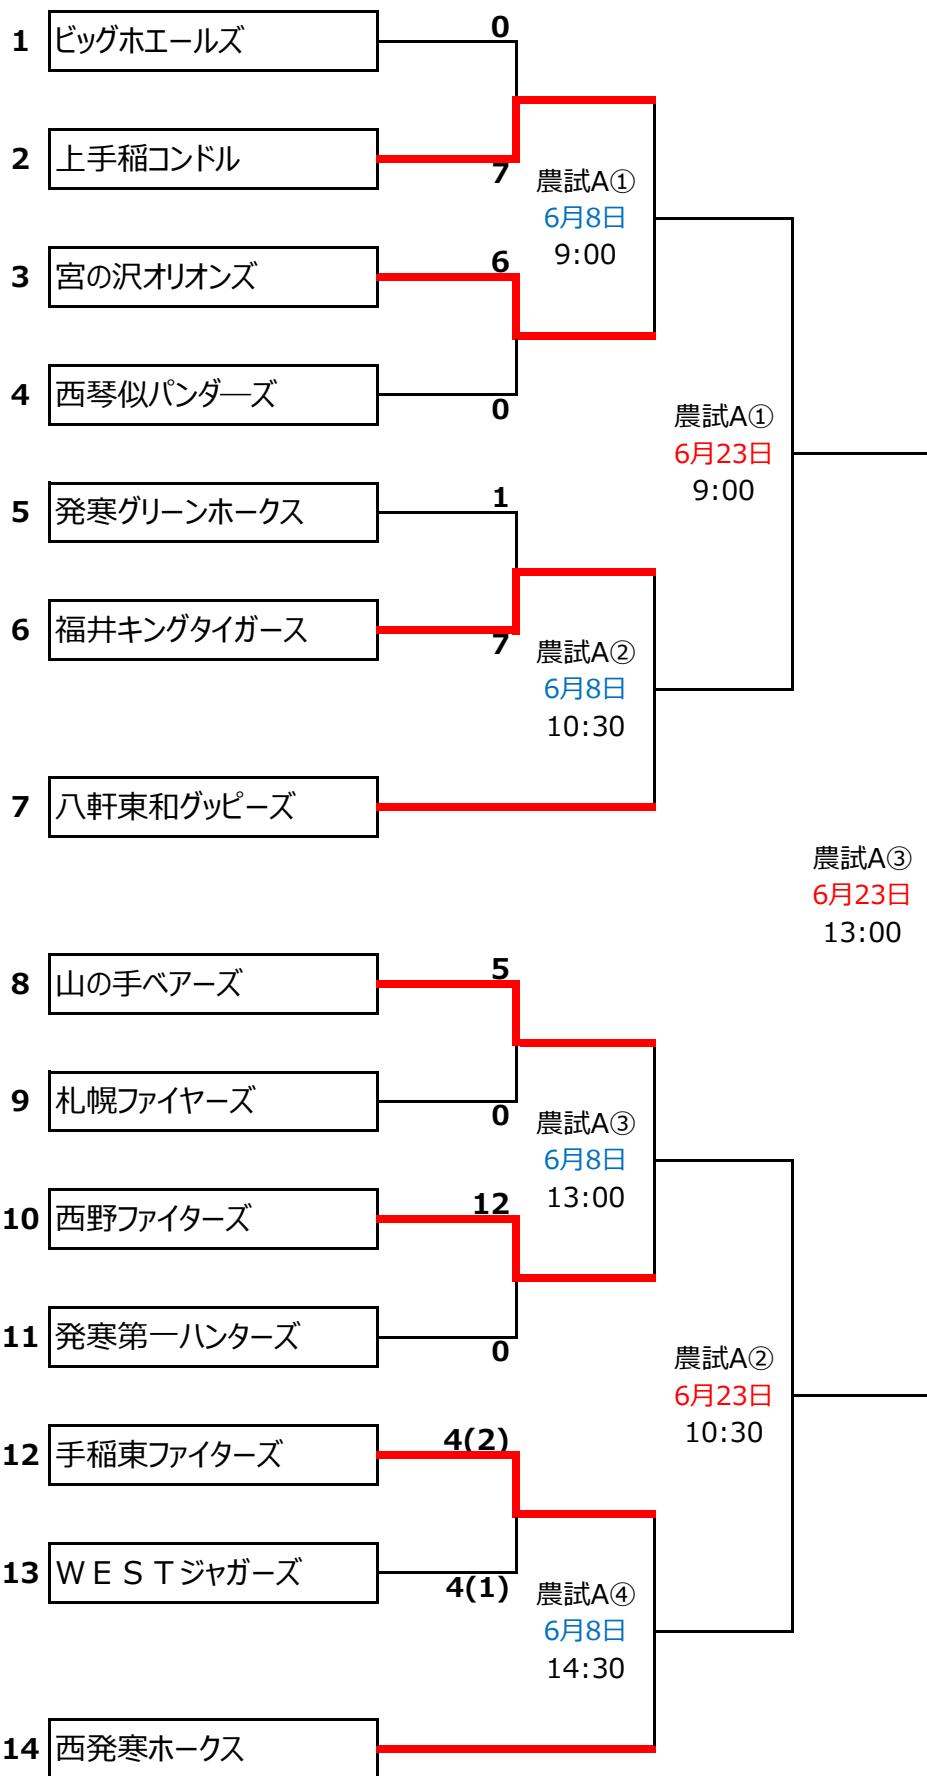 0
1 ビッグホエールズ
2 上手稲コンドル
7
農試A①
6月8日
9:00
6
3 宮の沢オリオンズ
4 西琴似パンダ―ズ
0
農試A①
6月23日
9:00
1
5 発寒グリーンホークス
6 福井キングタイガース
7
農試A②
6月8日
10:30
7 八軒東和グッピーズ
農試A③
6月23日
13:00
5
8 山の手ベアーズ
9 札幌ファイヤーズ
0
農試A③
6月8日
13:00
12
10 西野ファイターズ
11 発寒第一ハンターズ
0
農試A②
6月23日
10:30
4(2)
12 手稲東ファイターズ
13 ＷＥＳＴジャガーズ
4(1)
農試A④
6月8日
14:30
14 西発寒ホークス